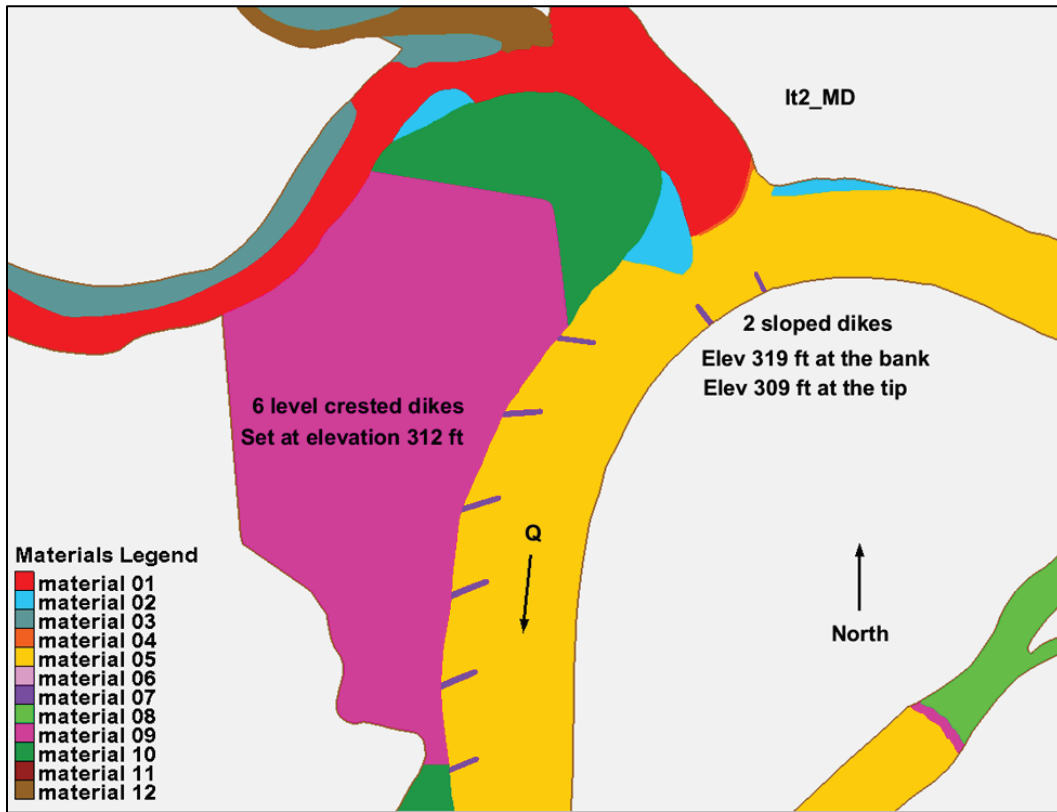 It2_MD
2 sloped dikes
Elev 319 ft at the bank
Elev 309 ft at the tip
6 level crested dikes
Set at elevation 312 ft
Q
North
Materials Legend
material 01
material 02
material 03
material 04
material 05
material 06
material 07
material 08
material 09
material 10
material 11
material 12